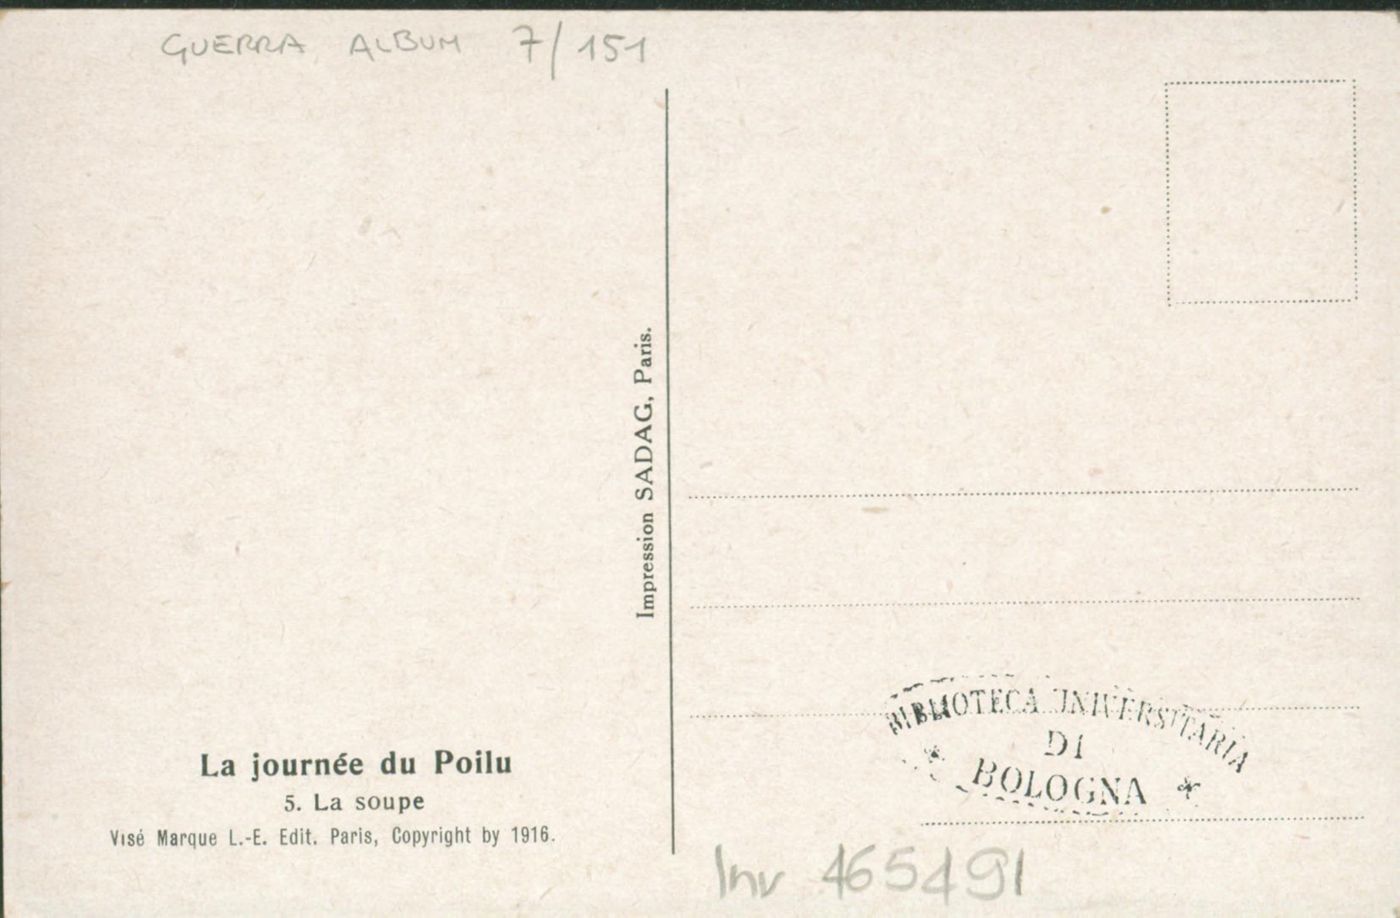 GUERRA ALBUM 7/151
Impression SADAG, Paris.
La journée du Poilu
5. La soupe
Visé Marque L.-E. Edit. Paris, Copyright by 1916.
BIBLIOTECA UNIVERSITARIA
DI
BOLOGNA
Inv 465491